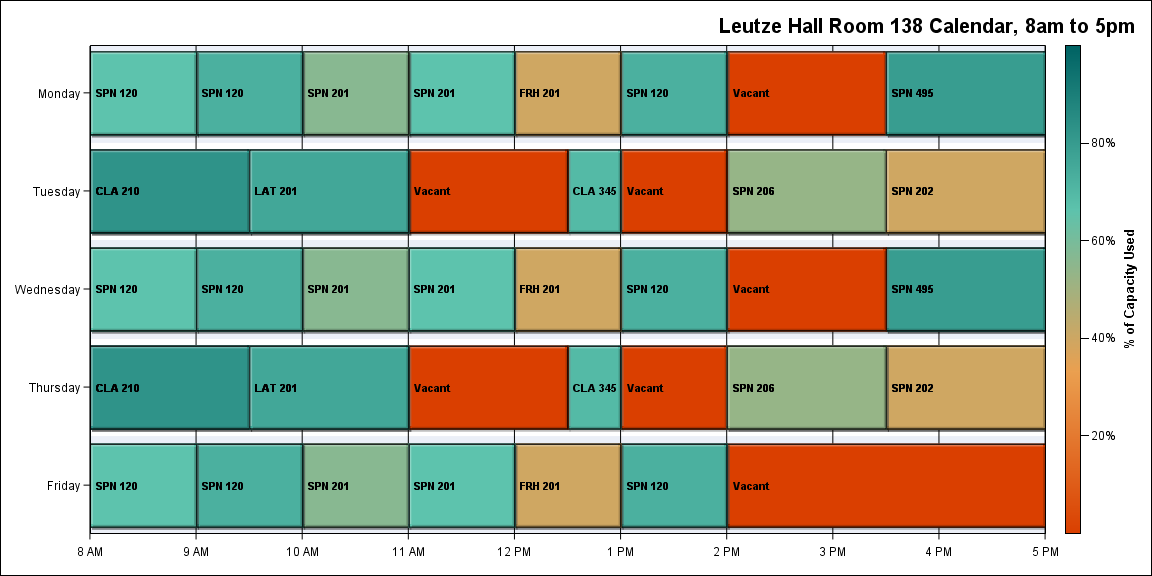 Leutze Hall Room 138 Calendar, 8am to 5pm
Monday
SPN 120
SPN 120
SPN 201
SPN 201
FRH 201
SPN 120
Vacant
SPN 495
Tuesday
CLA 210
LAT 201
Vacant
CLA 345
Vacant
SPN 206
SPN 202
Wednesday
SPN 120
SPN 120
SPN 201
SPN 201
FRH 201
SPN 120
Vacant
SPN 495
Thursday
CLA 210
LAT 201
Vacant
CLA 345
Vacant
SPN 206
SPN 202
Friday
SPN 120
SPN 120
SPN 201
SPN 201
FRH 201
SPN 120
Vacant
8 AM
9 AM
10 AM
11 AM
12 PM
1 PM
2 PM
3 PM
4 PM
5 PM
80%
60%
40%
20%
% of Capacity Used